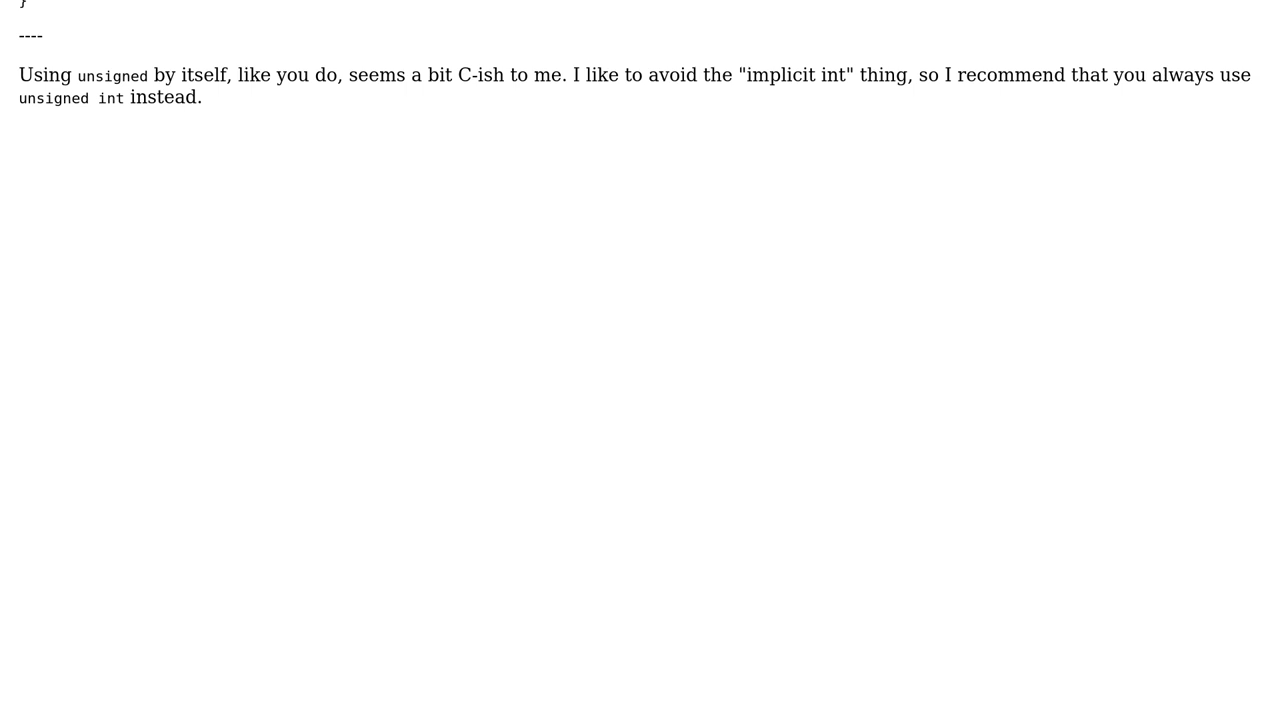 }
----
Using unsigned by itself, like you do, seems a bit C-ish to me. I like to avoid the "implicit int" thing, so I recommend that you always use
unsigned int instead.